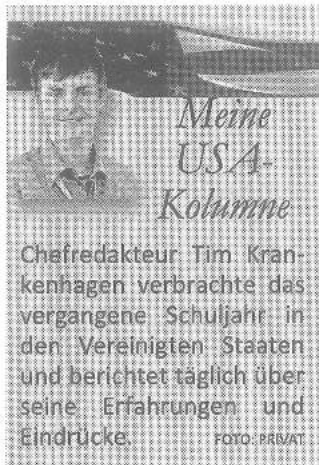 Meine
USA-
Kolumne
Chefredakteur Tim Kran-
kenhagen verbrachte das
vergangene Schuljahr in
den Vereinigten Staaten
und berichtet täglich über
seine Erfahrungen und
Eindrücke. FOTO: PRIVAT